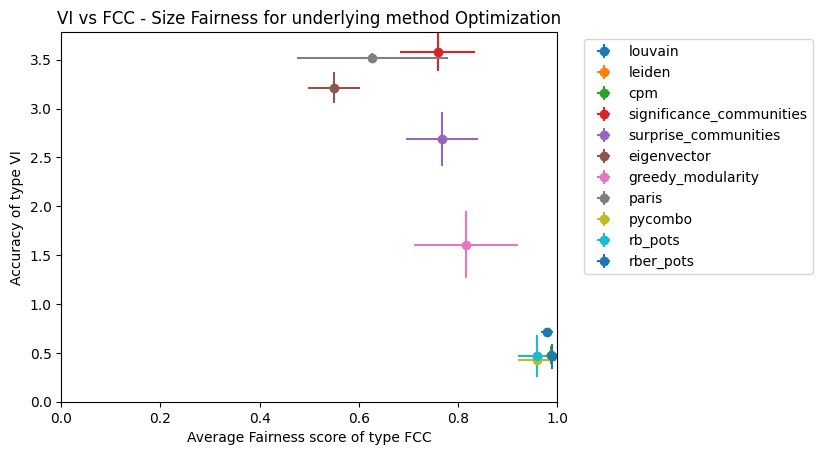 VI vs FCC - Size Fairness for underlying method Optimization
Accuracy of type VI
3.5
3.0
2.5
2.0
1.5
1.0
0.5
0.0
0.0 0.2 0.4 0.6 0.8 1.0
Average Fairness score of type FCC
louvain
leiden
cpm
significance_communities
surprise_communities
eigenvector
greedy_modularity
paris
pycombo
rb_pots
rber_pots